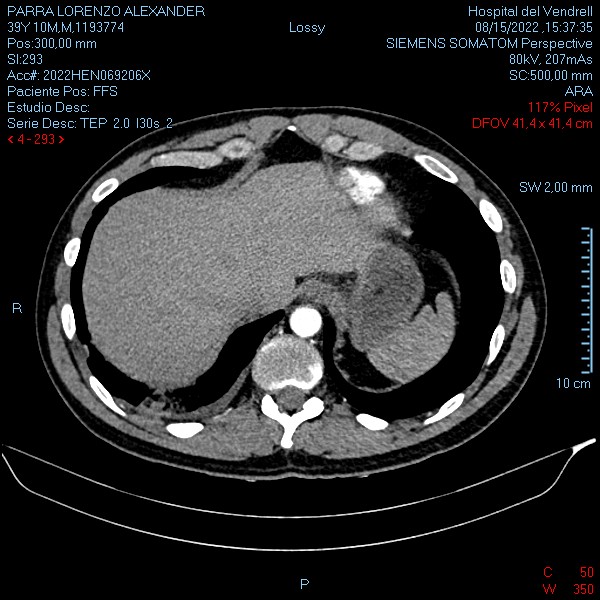 PARRA LORENZO ALEXANDER
39Y 10M,M,1193774
Pos:300,00 mm
SI:293
Acc#: 2022HEN069206X
Paciente Pos: FFS
Estudio Desc:
Serie Desc: TEP 2.0 I30s 2
< 4 - 293 >
Lossy
Hospital del Vendrell
08/15/2022 ,15:37:35
SIEMENS SOMATOM Perspective
80kV, 207mAs
SC:500,00 mm
ARA
117% Pixel
DFOV 41,4 x 41,4 cm
SW 2,00 mm
R
10 cm
P
C 50
W 350